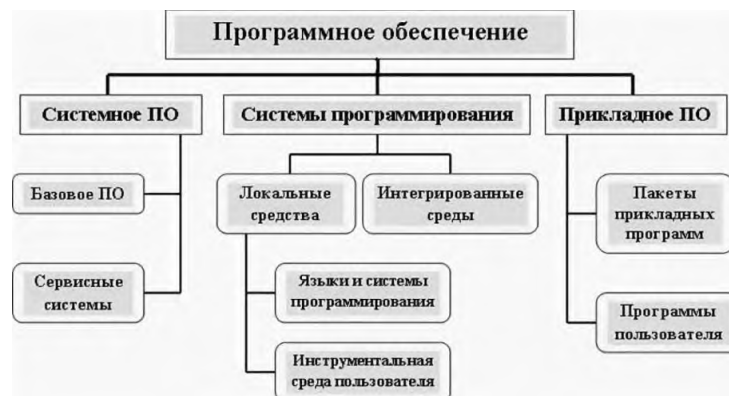 Программное обеспечение
Системное ПО
Системы программирования
Прикладное ПО
Базовое ПО
Сервисные
системы
Локальные
средства
Интегрированные
среды
Языки и системы
программирования
Инструментальная
среда пользователя
Пакеты
прикладных
программ
Программы
пользователя